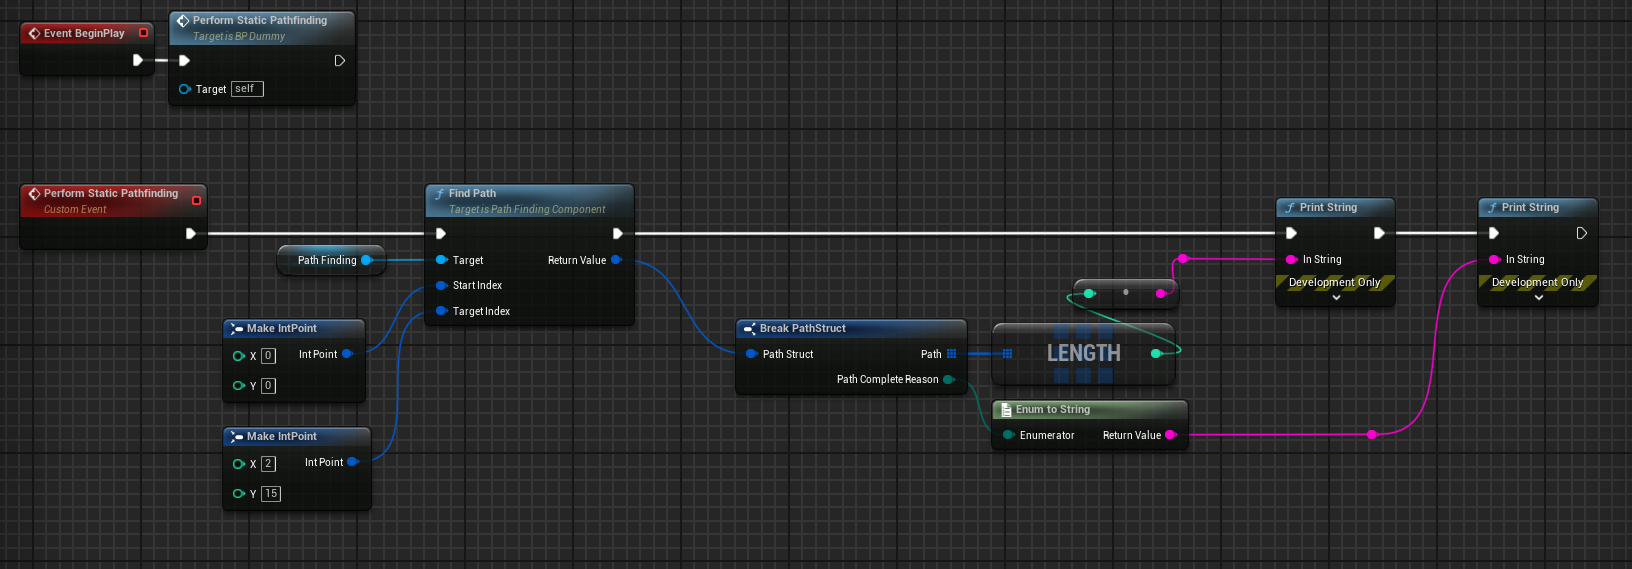 Event BeginPlay
Perform Static Pathfinding
Target is BP Dummy
Target self
Perform Static Pathfinding
Custom Event
Find Path
Target is Path Finding Component
Path Finding
Target
Return Value
Start Index
Target Index
Make IntPoint
X 0
Int Point
Y 0
Make IntPoint
X 2
Int Point
Y 15
Break PathStruct
Path Struct
Path
Path Complete Reason
LENGTH
Enum to String
Enumerator
Return Value
Print String
In String
Development Only
Print String
In String
Development Only